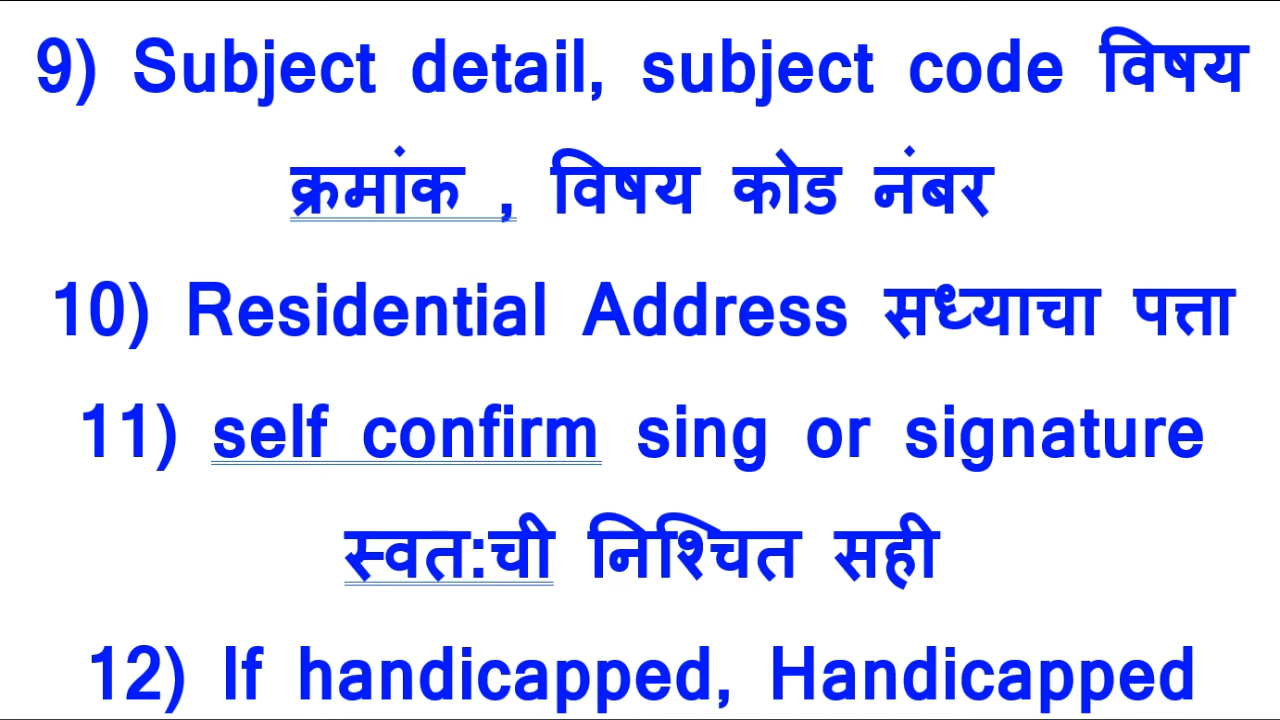 9) Subject detail, subject code विषय
क्रमांक , विषय कोड नंबर
10) Residential Address सध्याचा पत्ता
11) self confirm sing or signature
स्वत:ची निश्चित सही
12) If handicapped, Handicapped